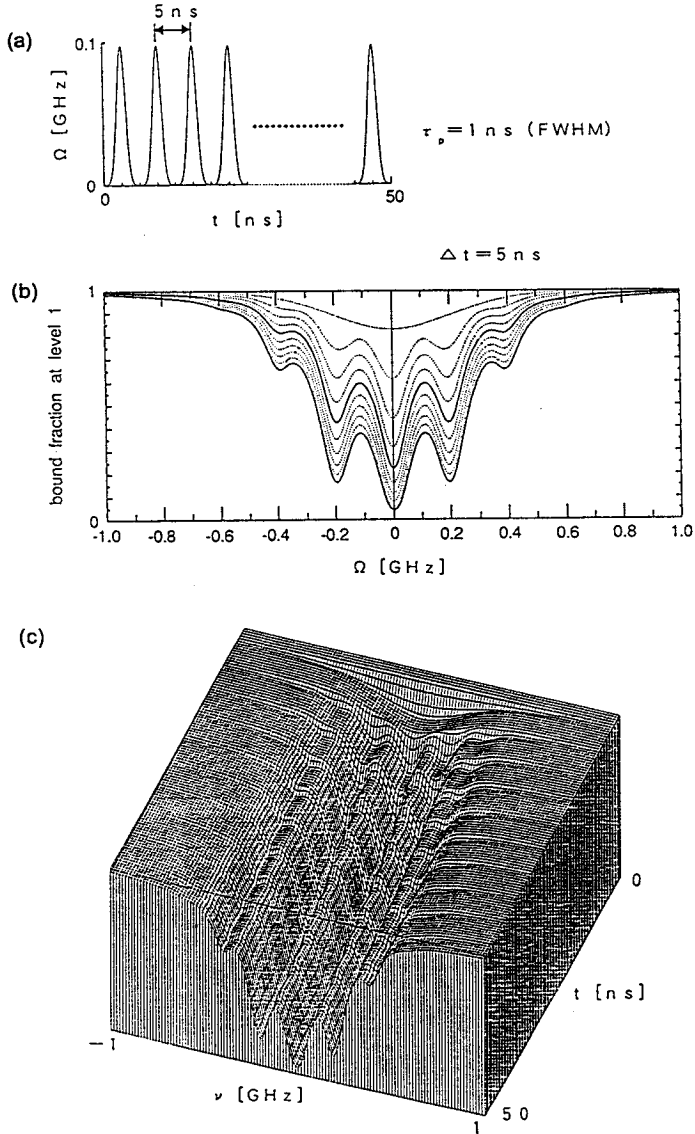 (a)
5 ns
0.1
Ω [GHz]
0
0
50
t [ns]
τp=1 ns (FWHM)
Δt=5ns
(b)
1
bound fraction at level 1
0
-1.0 -0.8 -0.6 -0.4 -0.2 0 0.2 0.4 0.6 0.8 1.0
Ω [GHz]
(c)
0
t [ns]
-1
ν [GHz]
1
50